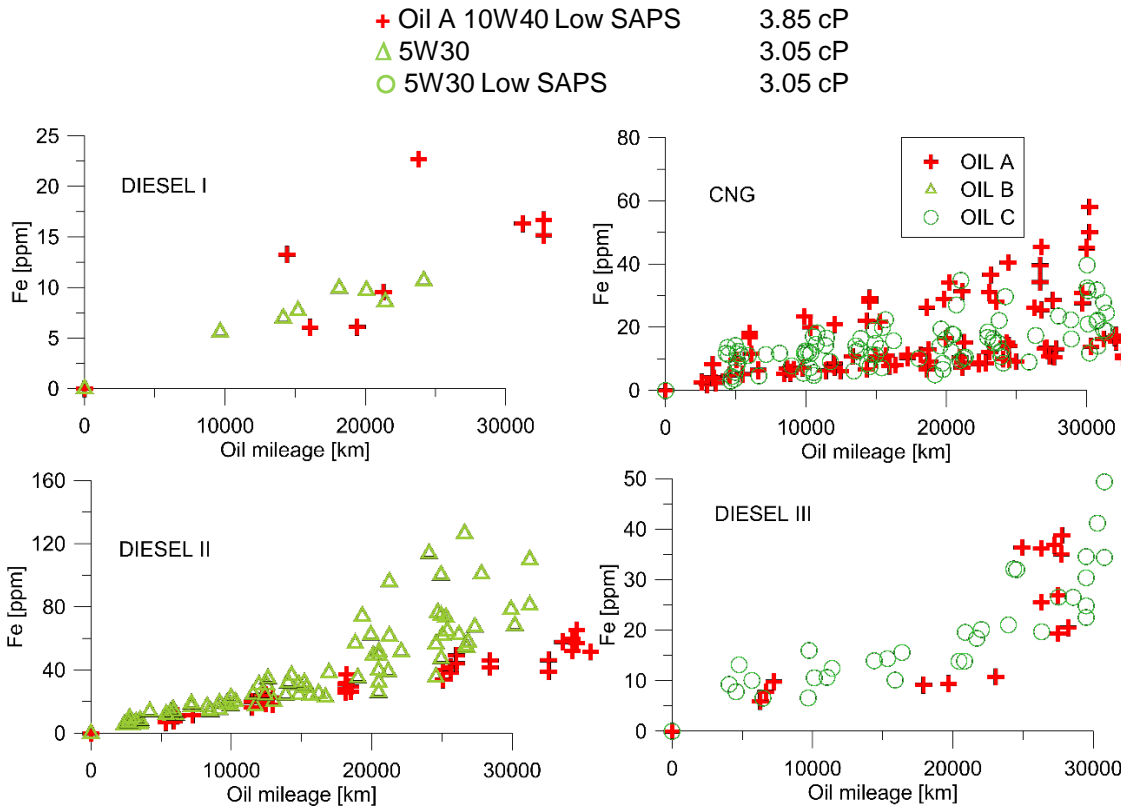 Oil A 10W40 Low SAPS 3.85 cP
5W30 3.05 cP
5W30 Low SAPS 3.05 cP
25
20
15
10
5
0
Fe [ppm]
DIESEL I
0 10000 20000 30000
Oil mileage [km]
80
60
40
20
0
Fe [ppm]
CNG
OIL A
OIL B
OIL C
0 10000 20000 30000
Oil mileage [km]
160
120
80
40
0
Fe [ppm]
DIESEL II
0 10000 20000 30000
Oil mileage [km]
50
40
30
20
10
0
Fe [ppm]
DIESEL III
0 10000 20000 30000
Oil mileage [km]